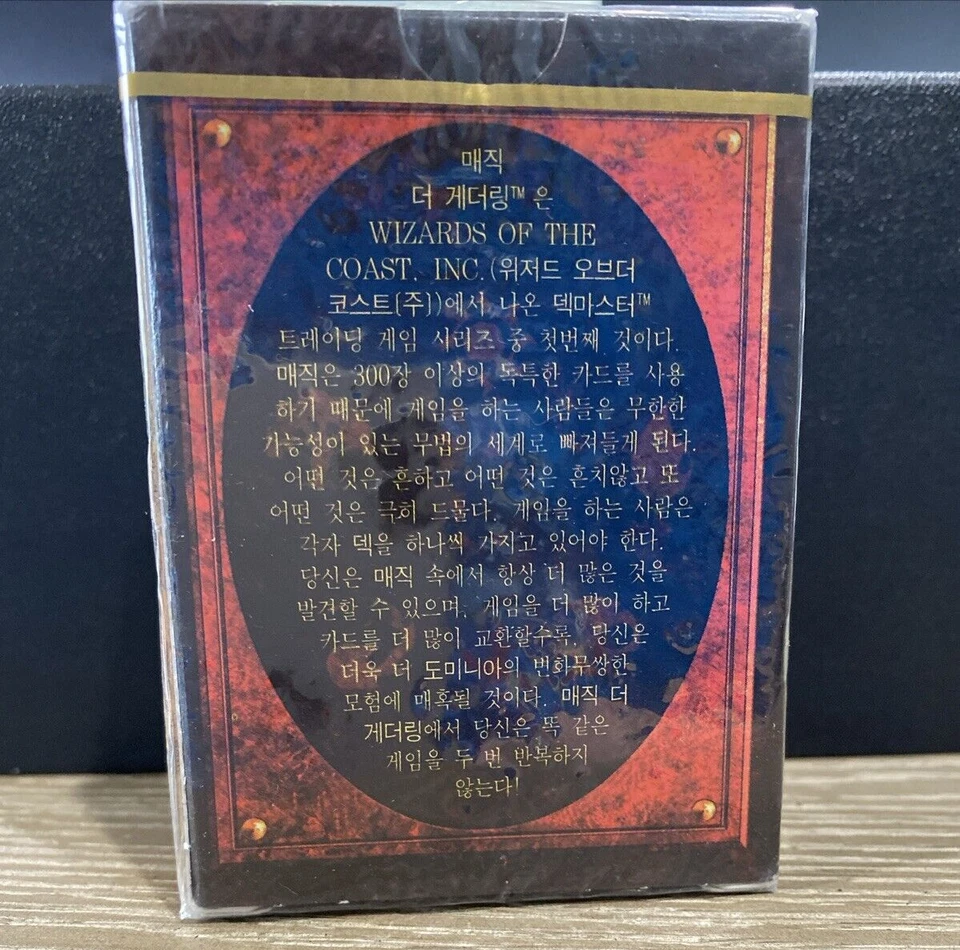 매직
더 게더링™ 은
WIZARDS OF THE
COAST, INC.(위저드 오브더
코스트(주))에서 나온 덱마스터™
트레이딩 게임 시리즈 중 첫번째 것이다.
매직은 300장 이상의 독특한 카드를 사용
하기 때문에 게임을 하는 사람들은 무한한
가능성이 있는 무법의 세계로 빠져들게 된다.
어떤 것은 흔하고 어떤 것은 흔치않고 또
어떤 것은 극히 드물다. 게임을 하는 사람은
각자 덱을 하나씩 가지고 있어야 한다.
당신은 매직 속에서 항상 더 많은 것을
발견할 수 있으며, 게임을 더 많이 하고
카드를 더 많이 교환할수록, 당신은
더욱 더 도미니아의 변화무쌍한
모험에 매혹될 것이다. 매직 더
게더링에서 당신은 똑 같은
게임을 두 번 반복하지
않는다!